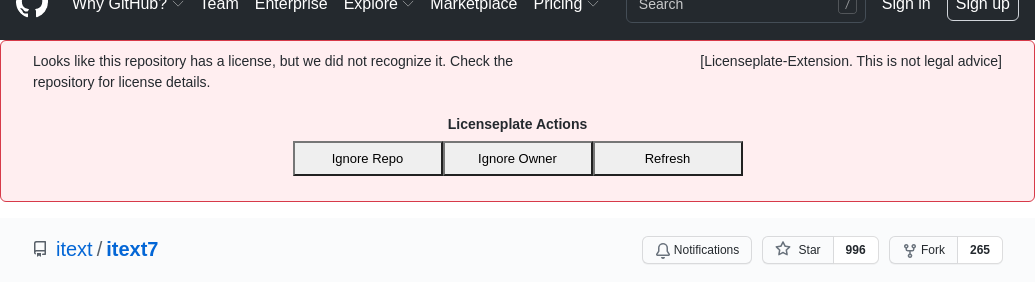 Why GitHub? Team Enterprise Explore Marketplace Pricing Search / Sign in Sign up
Looks like this repository has a license, but we did not recognize it. Check the
repository for license details.
[Licenseplate-Extension. This is not legal advice]
Licenseplate Actions
Ignore Repo Ignore Owner Refresh
itext / itext7 Notifications Star 996 Fork 265